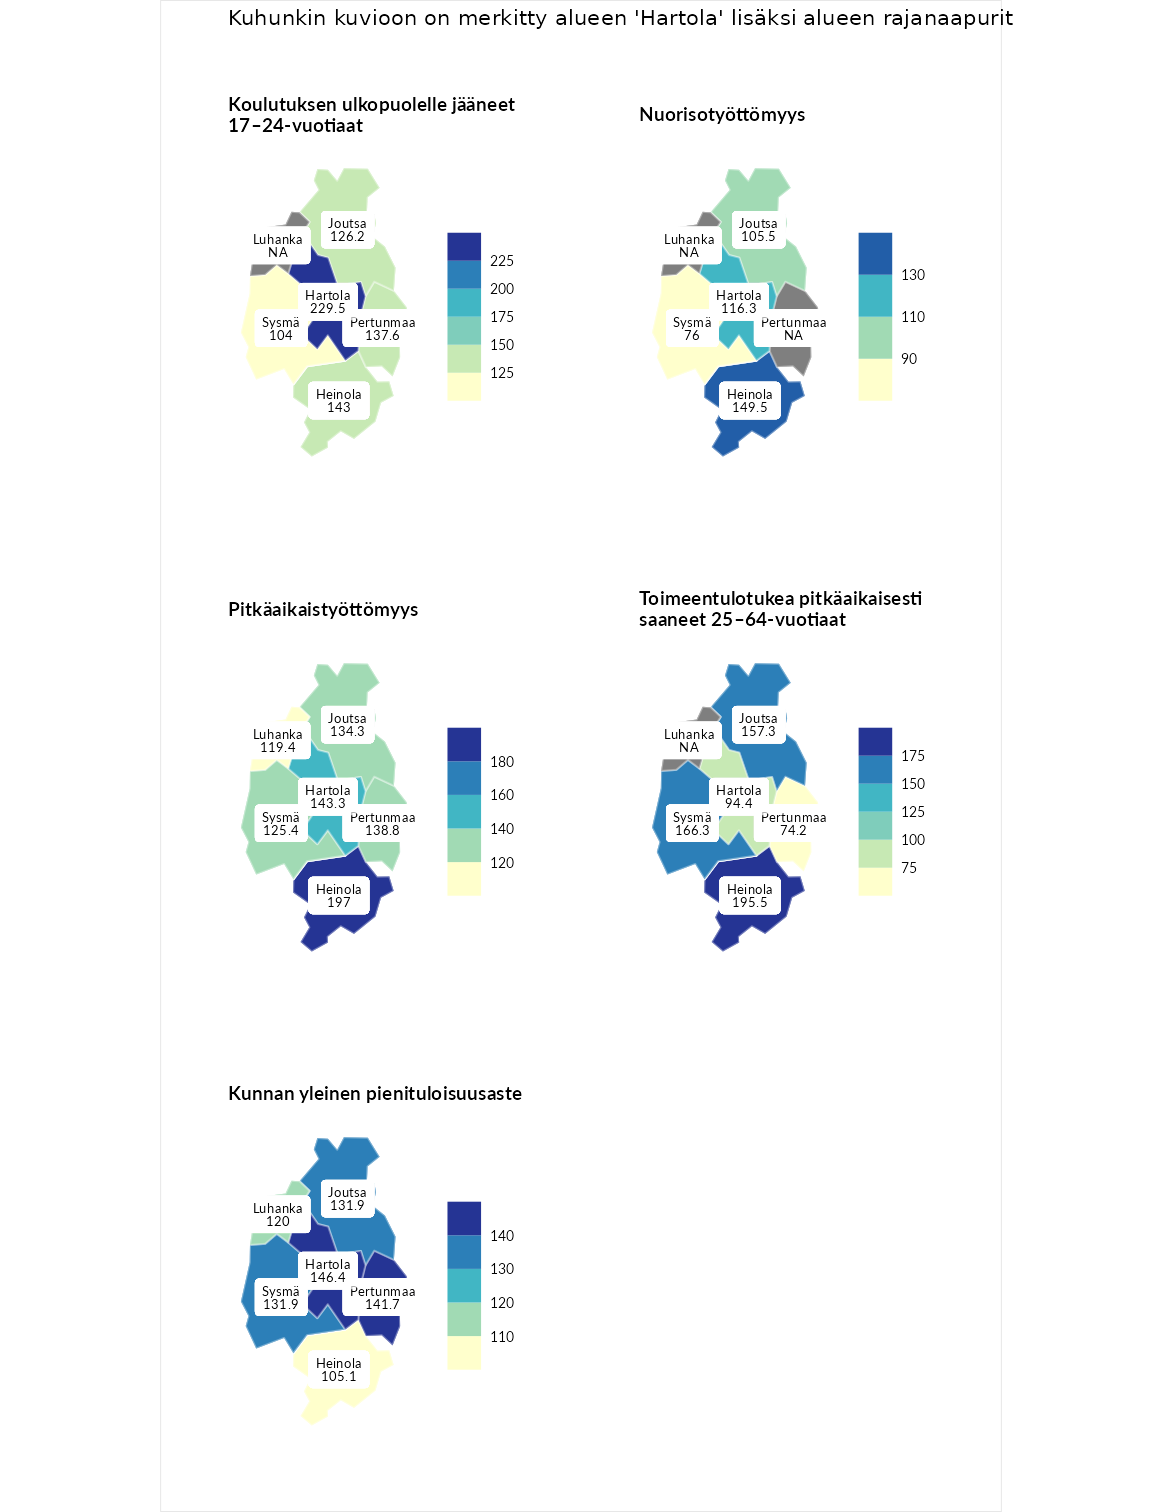 Kuhunkin kuvioon on merkitty alueen 'Hartola' lisäksi alueen rajanaapurit
Koulutuksen ulkopuolelle jääneet
17–24-vuotiaat
Joutsa
126.2
Luhanka
NA
Hartola
229.5
Sysmä
104
Pertunmaa
137.6
Heinola
143
225
200
175
150
125
Nuorisotyöttömyys
Joutsa
105.5
Luhanka
NA
Hartola
116.3
Sysmä
76
Pertunmaa
NA
Heinola
149.5
130
110
90
Pitkäaikaistyöttömyys
Joutsa
134.3
Luhanka
119.4
Hartola
143.3
Sysmä
125.4
Pertunmaa
138.8
Heinola
197
180
160
140
120
Toimeentulotukea pitkäaikaisesti
saaneet 25–64-vuotiaat
Joutsa
157.3
Luhanka
NA
Hartola
94.4
Sysmä
166.3
Pertunmaa
74.2
Heinola
195.5
175
150
125
100
75
Kunnan yleinen pienituloisuusaste
Joutsa
131.9
Luhanka
120
Hartola
146.4
Sysmä
131.9
Pertunmaa
141.7
Heinola
105.1
140
130
120
110